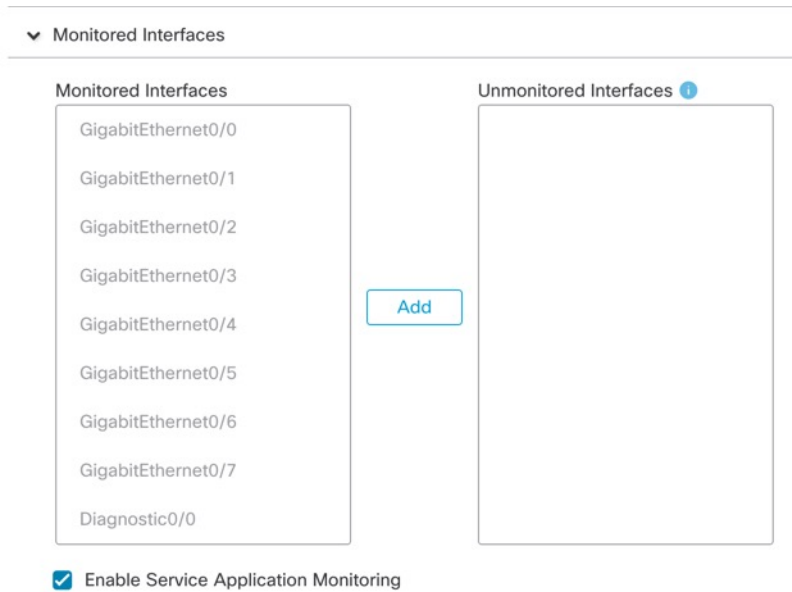 Monitored Interfaces
Monitored Interfaces
Unmonitored Interfaces
GigabitEthernet0/0
GigabitEthernet0/1
GigabitEthernet0/2
GigabitEthernet0/3
GigabitEthernet0/4
GigabitEthernet0/5
GigabitEthernet0/6
GigabitEthernet0/7
Diagnostic0/0
Add
Enable Service Application Monitoring